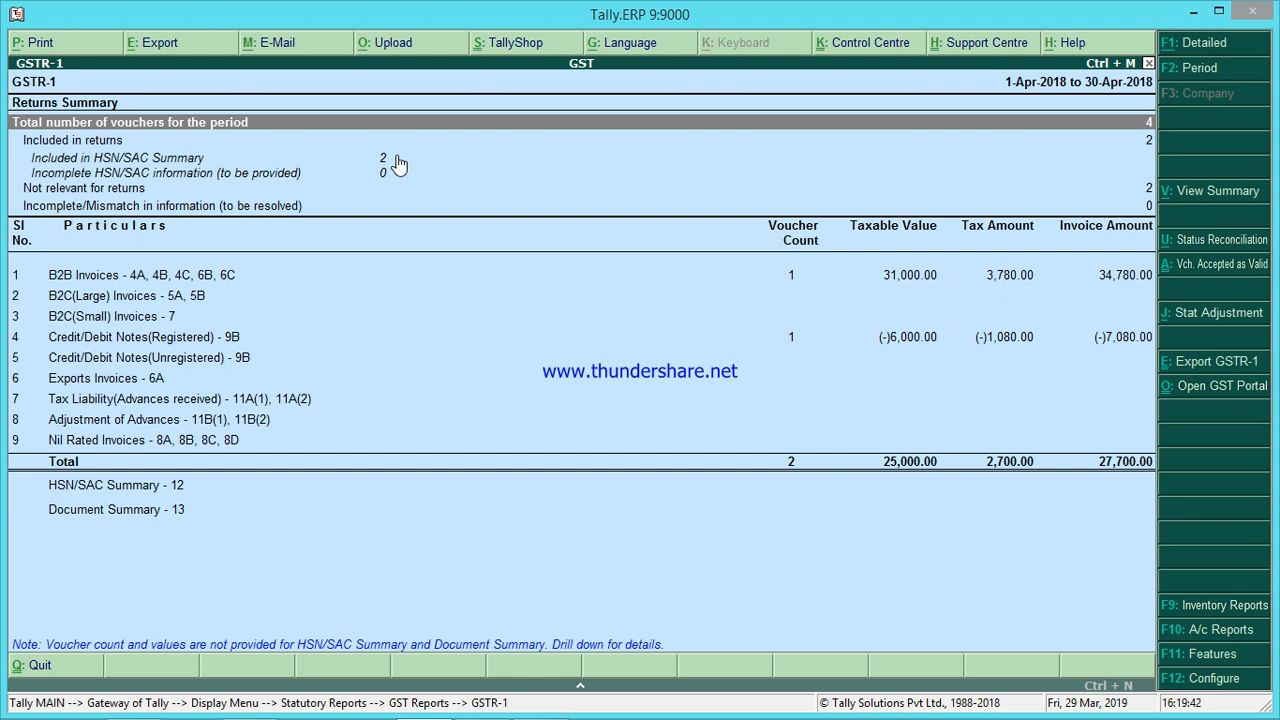 Tally.ERP 9:9000
P: Print E: Export M: E-Mail O: Upload S: TallyShop G: Language K: Keyboard K: Control Centre H: Support Centre H: Help
GSTR-1 GST Ctrl + M
GSTR-1 1-Apr-2018 to 30-Apr-2018
Returns Summary
Total number of vouchers for the period 4
Included in returns 2
Included in HSN/SAC Summary 2
Incomplete HSN/SAC information (to be provided) 0
Not relevant for returns 2
Incomplete/Mismatch in information (to be resolved) 0
Sl Particulars Voucher Taxable Value Tax Amount Invoice Amount
No. Count
1 B2B Invoices - 4A, 4B, 4C, 6B, 6C 1 31,000.00 3,780.00 34,780.00
2 B2C(Large) Invoices - 5A, 5B
3 B2C(Small) Invoices - 7
4 Credit/Debit Notes(Registered) - 9B 1 (-)6,000.00 (-)1,080.00 (-)7,080.00
5 Credit/Debit Notes(Unregistered) - 9B
6 Exports Invoices - 6A
www.thundershare.net
7 Tax Liability(Advances received) - 11A(1), 11A(2)
8 Adjustment of Advances - 11B(1), 11B(2)
9 Nil Rated Invoices - 8A, 8B, 8C, 8D
Total 2 25,000.00 2,700.00 27,700.00
HSN/SAC Summary - 12
Document Summary - 13
Note: Voucher count and values are not provided for HSN/SAC Summary and Document Summary. Drill down for details.
Q: Quit
Ctrl + N
F1: Detailed
F2: Period
F3: Company
V: View Summary
U: Status Reconciliation
A: Vch. Accepted as Valid
J: Stat Adjustment
E: Export GSTR-1
O: Open GST Portal
F9: Inventory Reports
F10: A/c Reports
F11: Features
F12: Configure
Tally MAIN --> Gateway of Tally --> Display Menu --> Statutory Reports --> GST Reports --> GSTR-1 © Tally Solutions Pvt Ltd., 1988-2018 Fri, 29 Mar, 2019 16:19:42